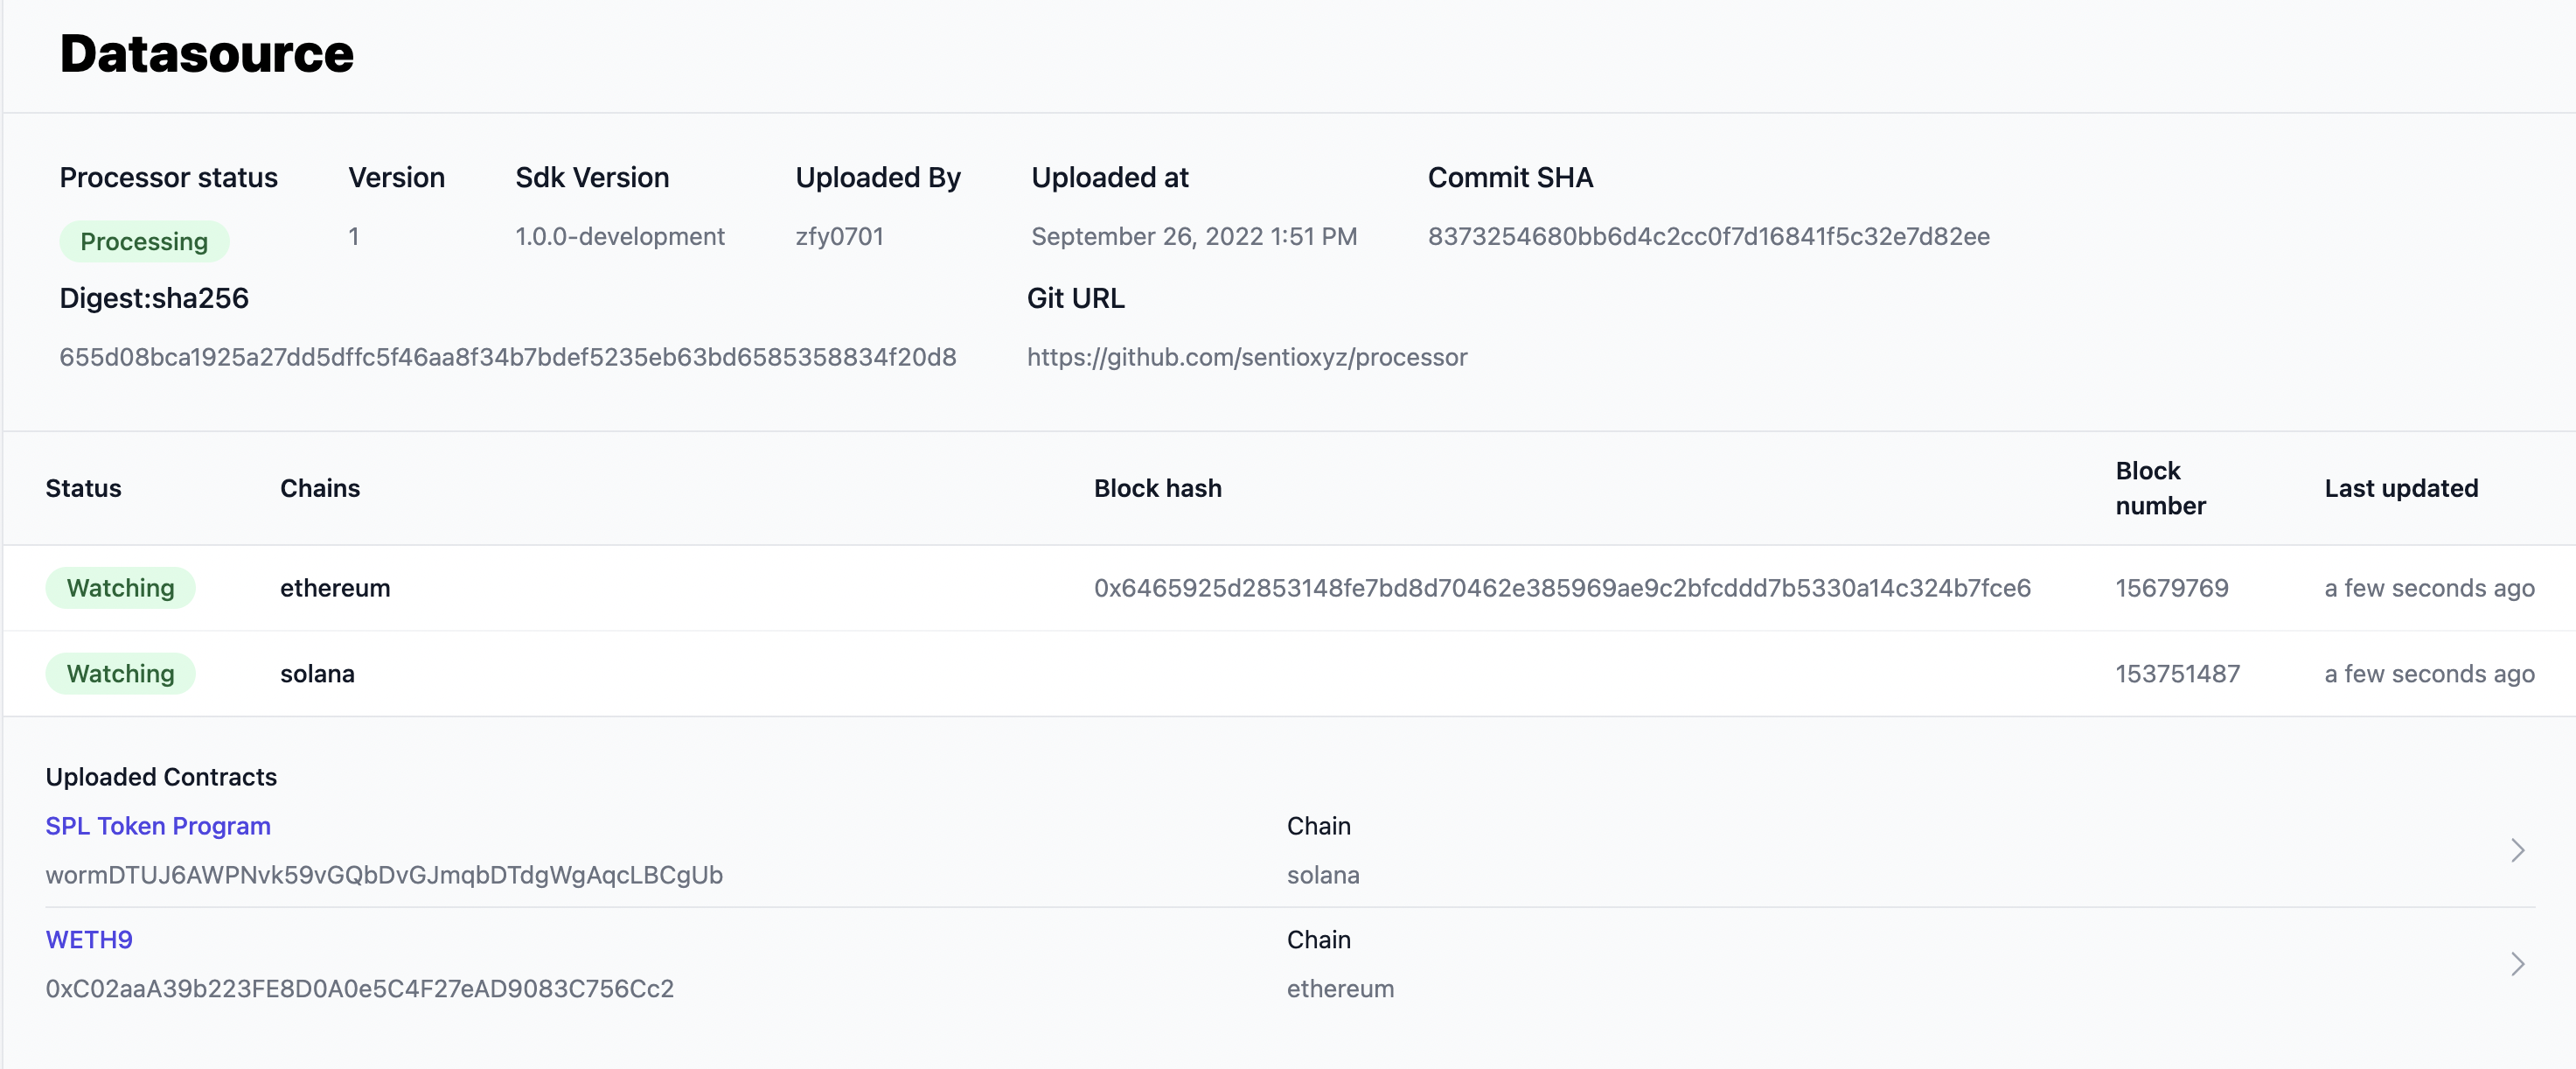 Datasource
Processor status Version Sdk Version Uploaded By Uploaded at Commit SHA
Processing 1 1.0.0-development zfy0701 September 26, 2022 1:51 PM 8373254680bb6d4c2cc0f7d16841f5c32e7d82ee
Digest:sha256 Git URL
655d08bca1925a27dd5dffc5f46aa8f34b7bdef5235eb63bd6585358834f20d8 https://github.com/sentioxyz/processor
Status Chains Block hash Block number Last updated
Watching ethereum 0x6465925d2853148fe7bd8d70462e385969ae9c2bfcddd7b5330a14c324b7fce6 15679769 a few seconds ago
Watching solana 153751487 a few seconds ago
Uploaded Contracts
SPL Token Program Chain
wormDTUJ6AWPNvk59vGQbDvGJmqbDTdgWgAqcLBCgUb solana
WETH9 Chain
0xC02aaA39b223FE8D0A0e5C4F27eAD9083C756Cc2 ethereum